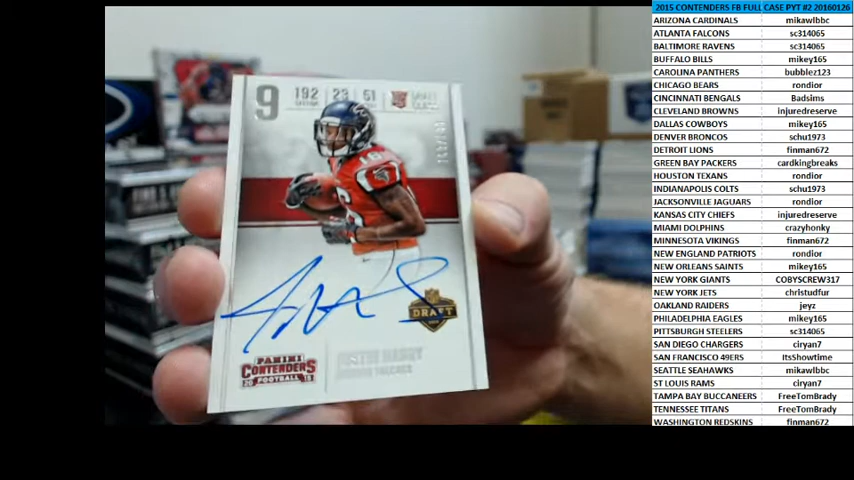 9 192 23 61
PANINI
CONTENDERS
20 15
FOOTBALL
NFL
DRAFT
2015 CONTENDERS FB FULL CASE PYT #2 20160126
ARIZONA CARDINALS mikawlbbc
ATLANTA FALCONS sc314065
BALTIMORE RAVENS sc314065
BUFFALO BILLS mikey165
CAROLINA PANTHERS bubblez123
CHICAGO BEARS rondior
CINCINNATI BENGALS Badsims
CLEVELAND BROWNS injuredreserve
DALLAS COWBOYS mikey165
DENVER BRONCOS schu1973
DETROIT LIONS finman672
GREEN BAY PACKERS cardkingbreaks
HOUSTON TEXANS rondior
INDIANAPOLIS COLTS schu1973
JACKSONVILLE JAGUARS rondior
KANSAS CITY CHIEFS injuredreserve
MIAMI DOLPHINS crazyhonky
MINNESOTA VIKINGS finman672
NEW ENGLAND PATRIOTS rondior
NEW ORLEANS SAINTS mikey165
NEW YORK GIANTS COBYSCREW317
NEW YORK JETS christudfur
OAKLAND RAIDERS jeyz
PHILADELPHIA EAGLES mikey165
PITTSBURGH STEELERS sc314065
SAN DIEGO CHARGERS ciryan7
SAN FRANCISCO 49ERS ItsShowtime
SEATTLE SEAHAWKS mikawlbbc
ST LOUIS RAMS ciryan7
TAMPA BAY BUCCANEERS FreeTomBrady
TENNESSEE TITANS FreeTomBrady
WASHINGTON REDSKINS finman672